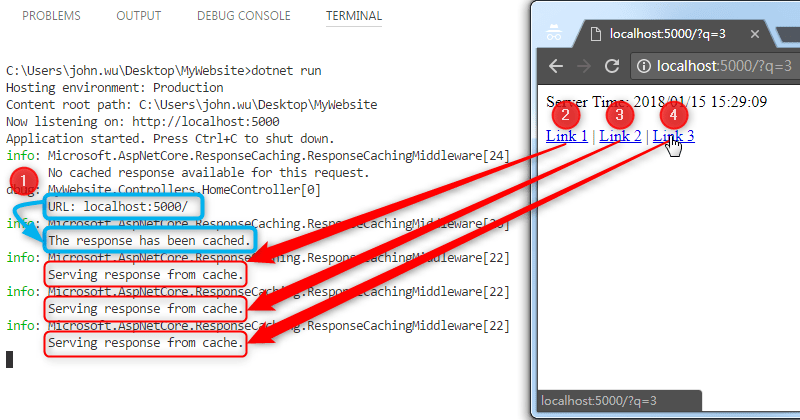 PROBLEMS OUTPUT DEBUG CONSOLE TERMINAL
C:\Users\john.wu\Desktop\MyWebsite>dotnet run
Hosting environment: Production
Content root path: C:\Users\john.wu\Desktop\MyWebsite
Now listening on: http://localhost:5000
Application started. Press Ctrl+C to shut down.
info: Microsoft.AspNetCore.ResponseCaching.ResponseCachingMiddleware[24]
No cached response available for this request.
1
dbug: MyWebsite.Controllers.HomeController[0]
URL: localhost:5000/
info: Microsoft.AspNetCore.ResponseCaching.ResponseCachingMiddleware
The response has been cached.
info: Microsoft.AspNetCore.ResponseCaching.ResponseCachingMiddleware[22]
Serving response from cache.
info: Microsoft.AspNetCore.ResponseCaching.ResponseCachingMiddleware[22]
Serving response from cache.
info: Microsoft.AspNetCore.ResponseCaching.ResponseCachingMiddleware[22]
Serving response from cache.
localhost:5000/?q=3
localhost:5000/?q=3
Server Time: 2018/01/15 15:29:09
2 3 4
Link 1 | Link 2 | Link 3
localhost:5000/?q=3